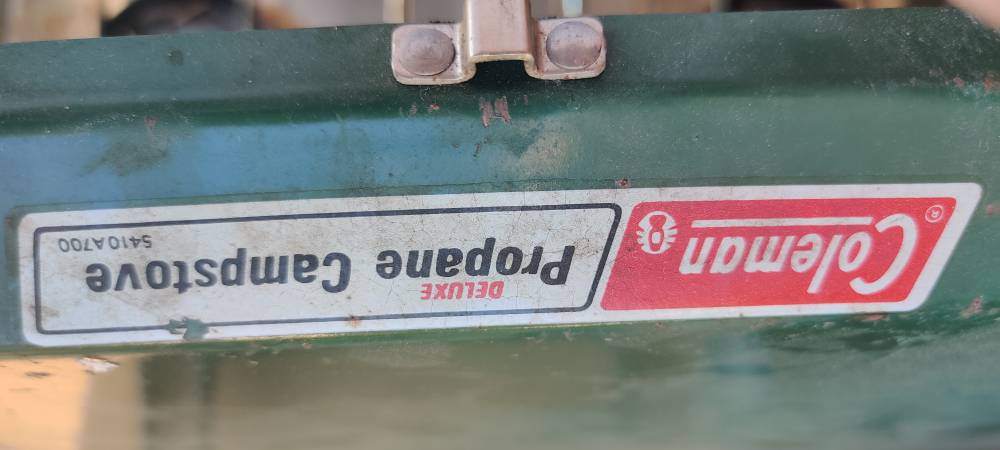 Coleman®
DELUXE
Propane Campstove
5410A700